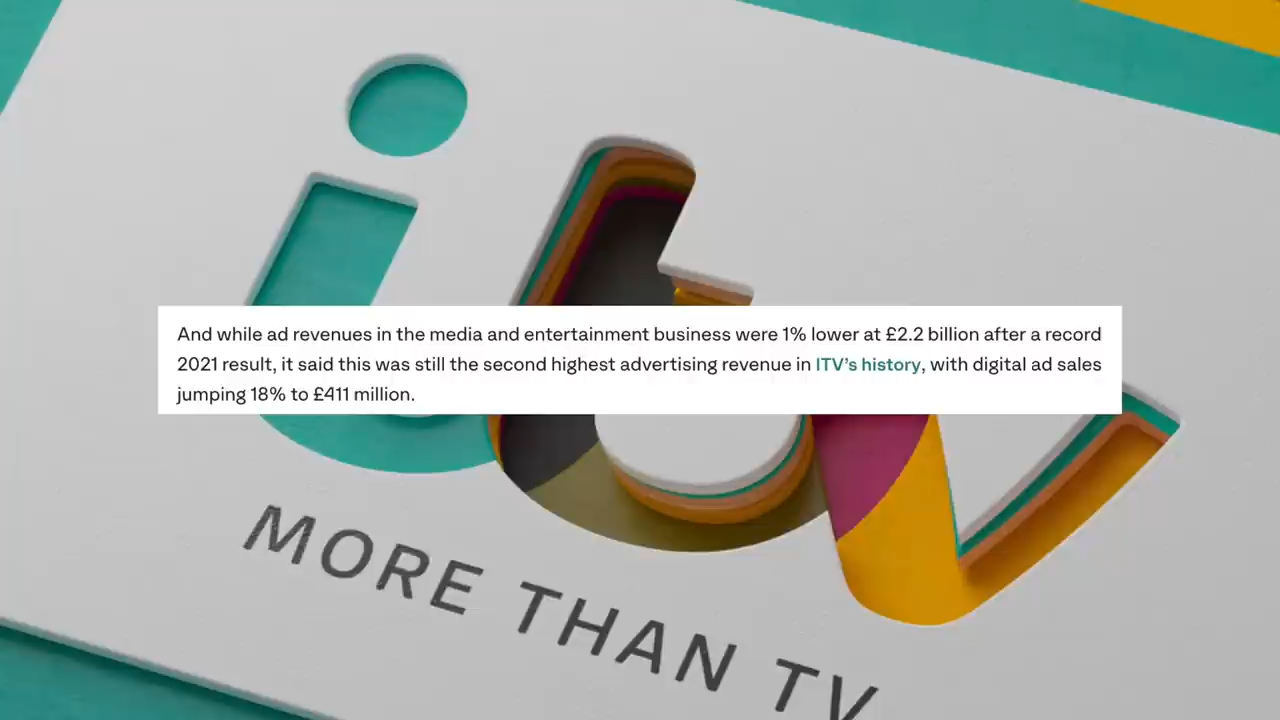 itv
And while ad revenues in the media and entertainment business were 1% lower at £2.2 billion after a record
2021 result, it said this was still the second highest advertising revenue in ITV's history, with digital ad sales
jumping 18% to £411 million.
MORE THAN TV